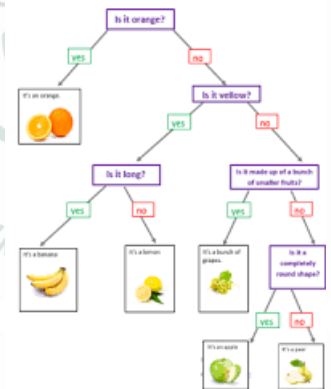 Is it orange?
yes
no
It's an orange.
Is it yellow?
yes
no
Is it long?
Is it made up of a bunch
of smaller fruits?
yes
no
yes
no
It's a banana
It's a lemon
It's a bunch of
grapes.
Is it a
completely
round shape?
yes
no
It's an apple
It's a pear